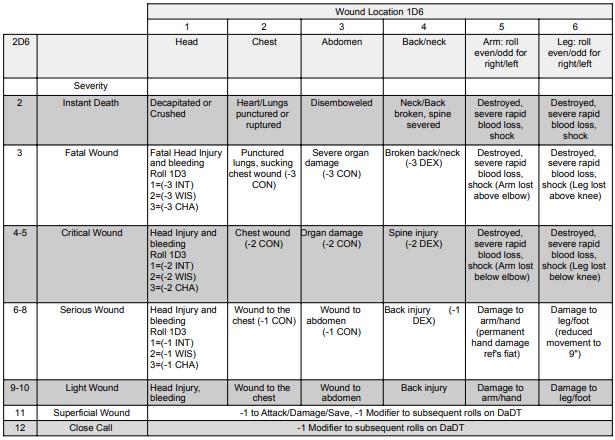 Wound Location 1D6
1 2 3 4 5 6
2D6 Head Chest Abdomen Back/neck Arm: roll even/odd for right/left Leg: roll even/odd for right/left
Severity
2 Instant Death
Decapitated or
Crushed
Heart/Lungs
punctured or
ruptured
Disemboweled
Neck/Back
broken, spine
severed
Destroyed,
severe rapid
blood loss,
shock
Destroyed,
severe rapid
blood loss,
shock
3 Fatal Wound
Fatal Head Injury
and bleeding
Roll 1D3
1=(-3 INT)
2=(-3 WIS)
3=(-3 CHA)
Punctured
lungs, sucking
chest wound (-3
CON)
Severe organ
damage
(-3 CON)
Broken back/neck
(-3 DEX)
Destroyed,
severe rapid
blood loss,
shock (Arm lost
above elbow)
Destroyed,
severe rapid
blood loss,
shock (Leg lost
above knee)
4-5 Critical Wound
Head Injury and
bleeding
Roll 1D3
1=(-2 INT)
2=(-2 WIS)
3=(-2 CHA)
Chest wound
(-2 CON)
Organ damage
(-2 CON)
Spine injury
(-2 DEX)
Destroyed,
severe rapid
blood loss,
shock (Arm lost
below elbow)
Destroyed,
severe rapid
blood loss,
shock (Leg lost
below knee)
6-8 Serious Wound
Head Injury and
bleeding
Roll 1D3
1=(-1 INT)
2=(-1 WIS)
3=(-1 CHA)
Wound to the
chest (-1 CON)
Wound to
abdomen
(-1 CON)
Back injury (-1
DEX)
Damage to
arm/hand
(permanent
hand damage
ref's fiat)
Damage to
leg/foot
(reduced
movement to
9")
9-10 Light Wound
Head Injury,
bleeding
Wound to the
chest
Wound to
abdomen
Back injury
Damage to
arm/hand
Damage to
leg/foot
11 Superficial Wound -1 to Attack/Damage/Save, -1 Modifier to subsequent rolls on DaDT
12 Close Call -1 Modifier to subsequent rolls on DaDT